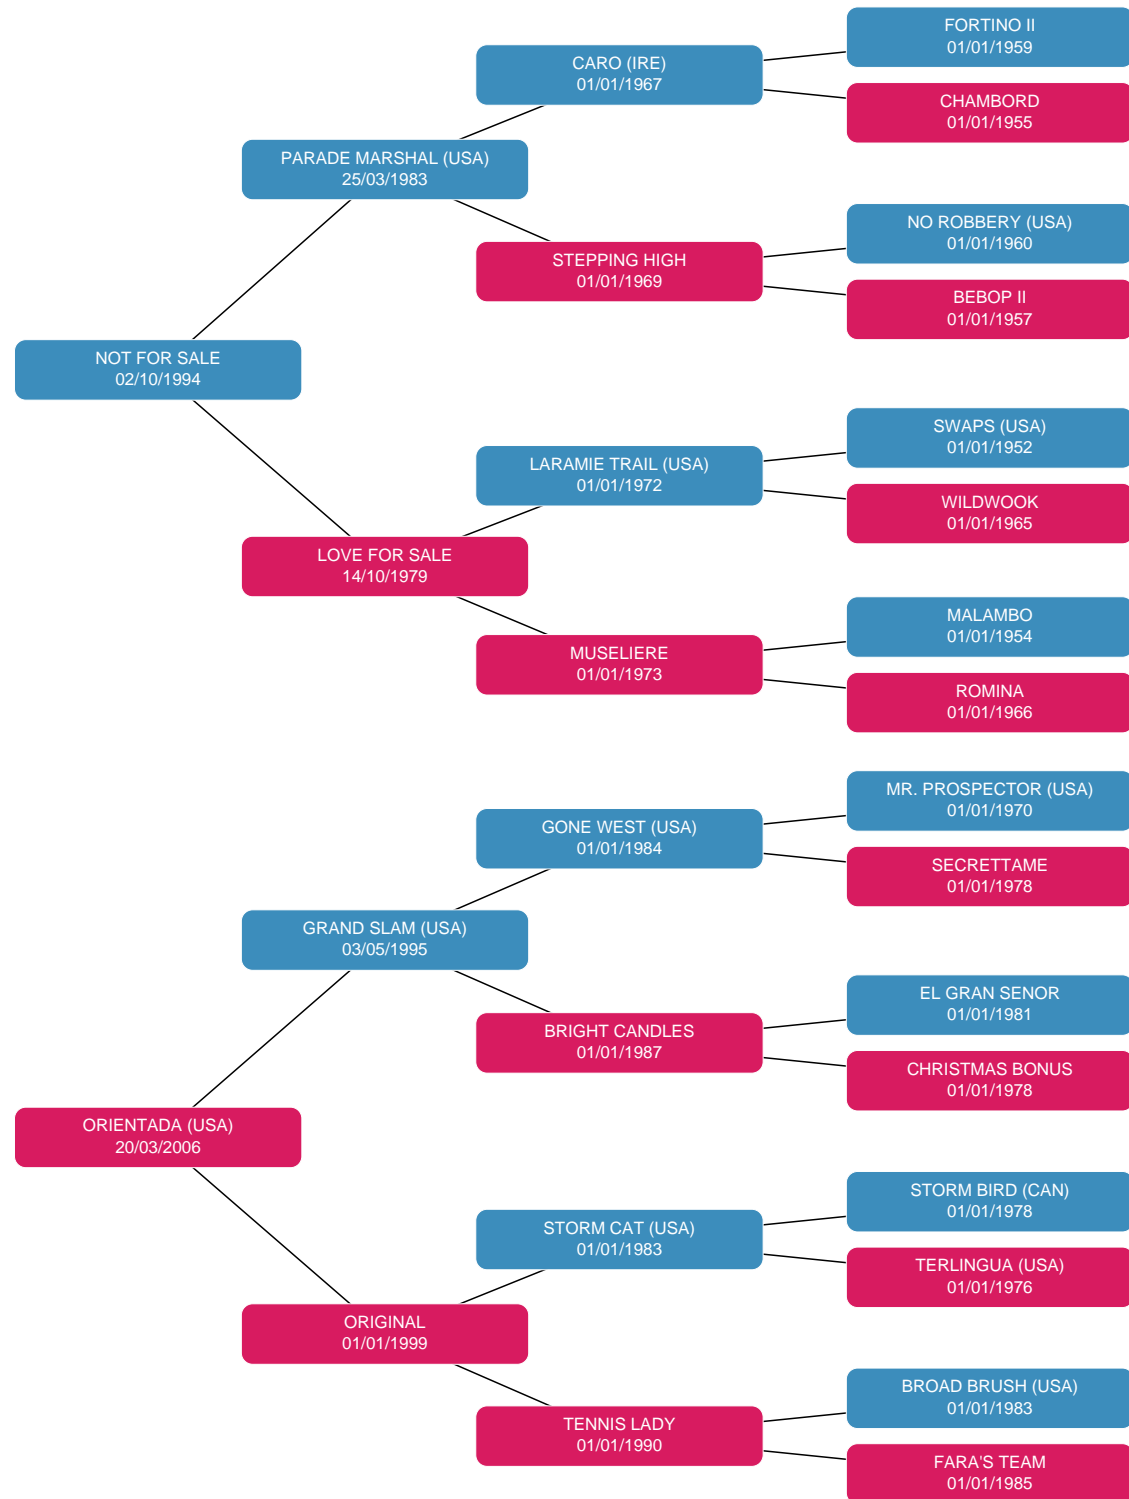 FORTINO II
01/01/1959
CARO (IRE)
01/01/1967
CHAMBORD
01/01/1955
PARADE MARSHAL (USA)
25/03/1983
NO ROBBERY (USA)
01/01/1960
STEPPING HIGH
01/01/1969
BEBOP II
01/01/1957
NOT FOR SALE
02/10/1994
SWAPS (USA)
01/01/1952
LARAMIE TRAIL (USA)
01/01/1972
WILDWOOK
01/01/1965
LOVE FOR SALE
14/10/1979
MALAMBO
01/01/1954
MUSELIERE
01/01/1973
ROMINA
01/01/1966
MR. PROSPECTOR (USA)
01/01/1970
GONE WEST (USA)
01/01/1984
SECRETTAME
01/01/1978
GRAND SLAM (USA)
03/05/1995
EL GRAN SENOR
01/01/1981
BRIGHT CANDLES
01/01/1987
CHRISTMAS BONUS
01/01/1978
ORIENTADA (USA)
20/03/2006
STORM BIRD (CAN)
01/01/1978
STORM CAT (USA)
01/01/1983
TERLINGUA (USA)
01/01/1976
ORIGINAL
01/01/1999
BROAD BRUSH (USA)
01/01/1983
TENNIS LADY
01/01/1990
FARA'S TEAM
01/01/1985